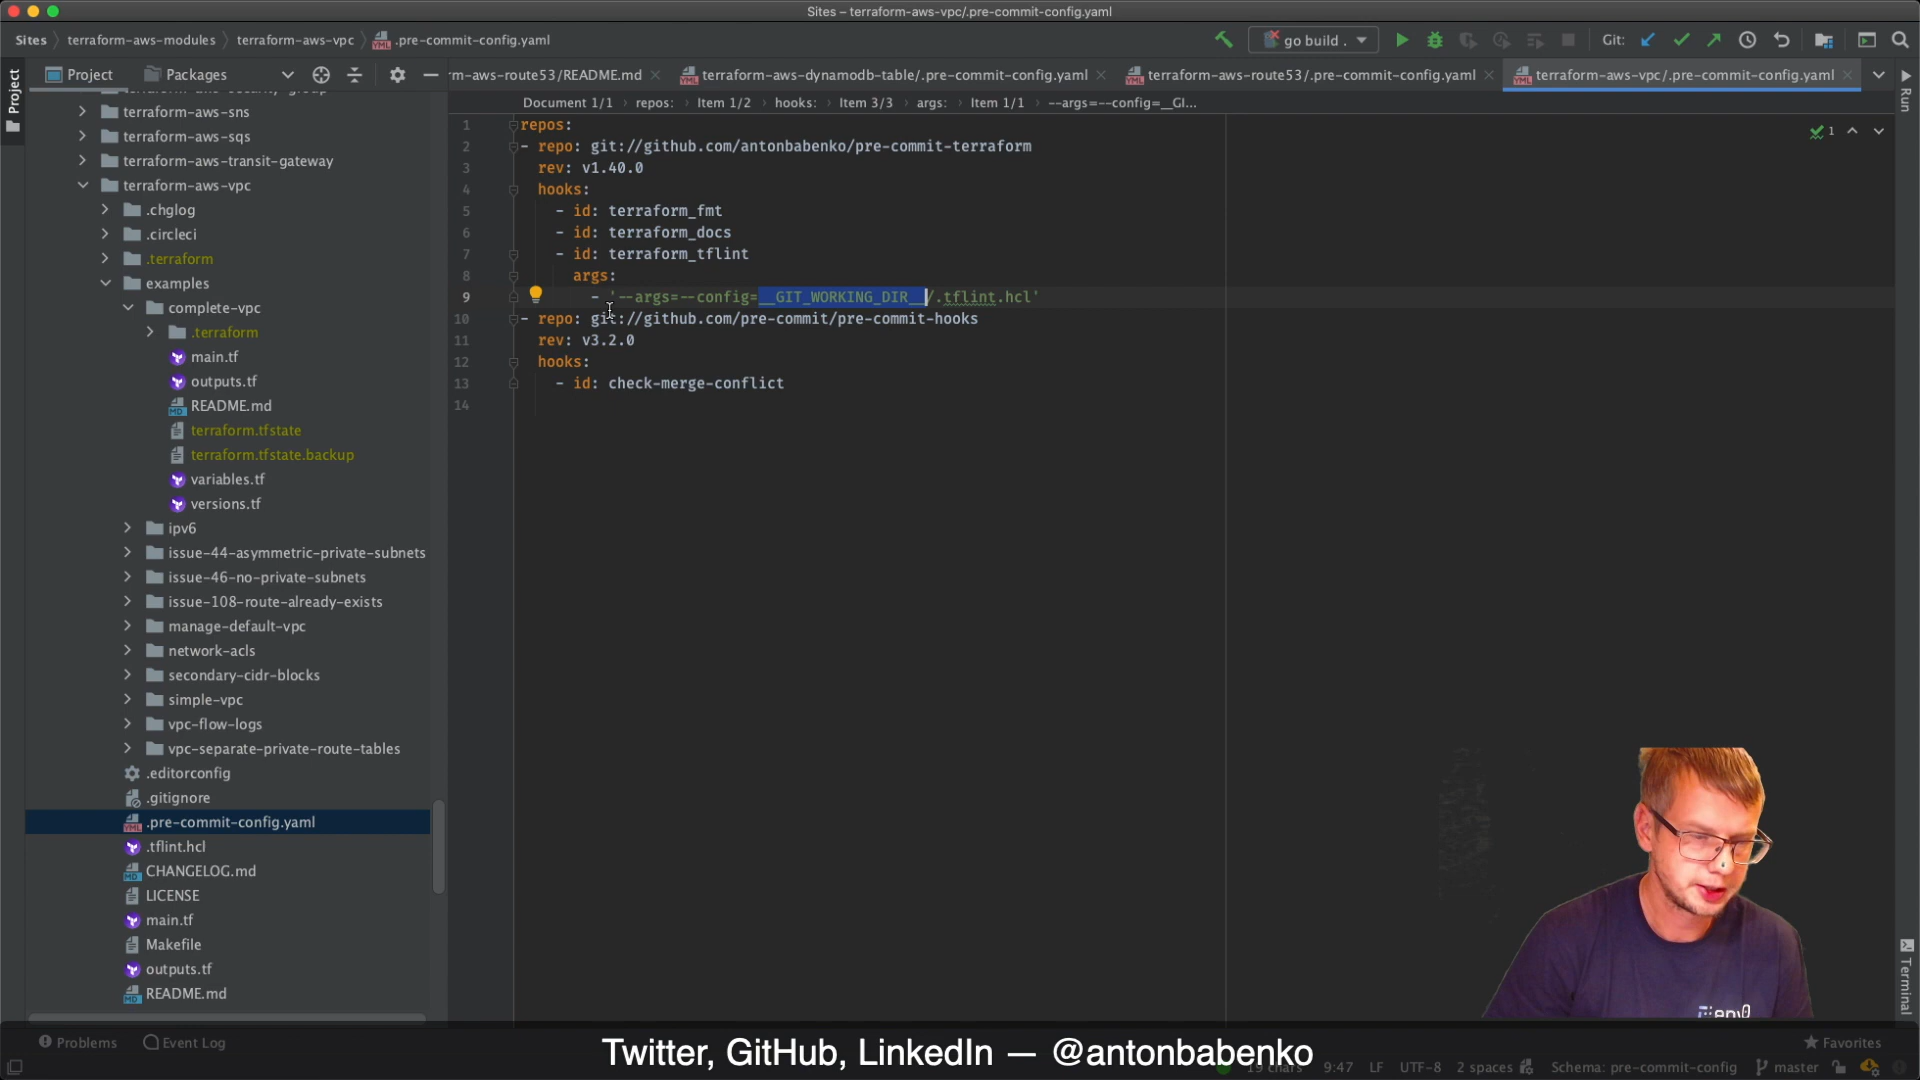 Sites – terraform-aws-vpc/.pre-commit-config.yaml
Sites terraform-aws-modules terraform-aws-vpc .pre-commit-config.yaml
go build .
Git:
Project Packages
rm-aws-route53/README.md
terraform-aws-dynamodb-table/.pre-commit-config.yaml
terraform-aws-route53/.pre-commit-config.yaml
terraform-aws-vpc/.pre-commit-config.yaml
Document 1/1 repos: Item 1/2 hooks: Item 3/3 args: Item 1/1 --args=--config=__GI...
Project
Run
terraform-aws-sns
terraform-aws-sqs
terraform-aws-transit-gateway
terraform-aws-vpc
.chglog
.circleci
.terraform
examples
complete-vpc
.terraform
main.tf
outputs.tf
README.md
terraform.tfstate
terraform.tfstate.backup
variables.tf
versions.tf
ipv6
issue-44-asymmetric-private-subnets
issue-46-no-private-subnets
issue-108-route-already-exists
manage-default-vpc
network-acls
secondary-cidr-blocks
simple-vpc
vpc-flow-logs
vpc-separate-private-route-tables
.editorconfig
.gitignore
.pre-commit-config.yaml
.tflint.hcl
CHANGELOG.md
LICENSE
main.tf
Makefile
outputs.tf
README.md
1 repos:
2 - repo: git://github.com/antonbabenko/pre-commit-terraform
3 rev: v1.40.0
4 hooks:
5 - id: terraform_fmt
6 - id: terraform_docs
7 - id: terraform_tflint
8 args:
9 - '--args=--config=__GIT_WORKING_DIR__/.tflint.hcl'
10 - repo: git://github.com/pre-commit/pre-commit-hooks
11 rev: v3.2.0
12 hooks:
13 - id: check-merge-conflict
14
1
Terminal
Problems Event Log
Favorites
Twitter, GitHub, LinkedIn — @antonbabenko
19 chars 9:47 LF UTF-8 2 spaces Schema: pre-commit-config master